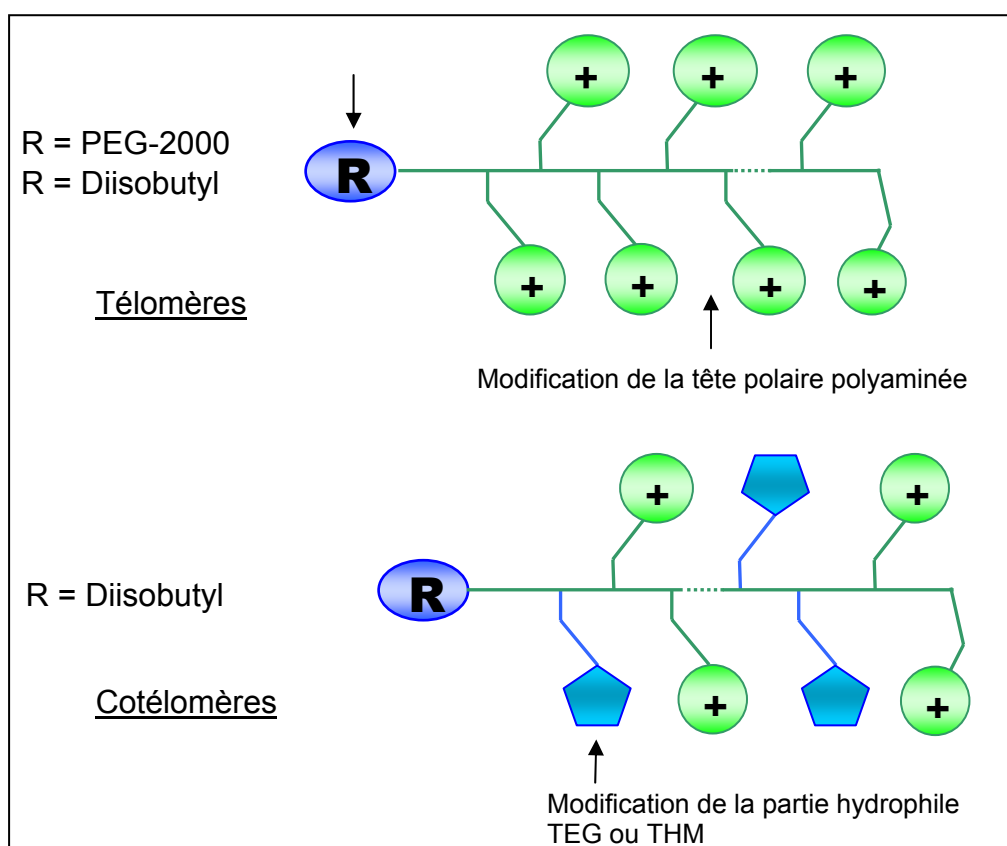 + + +
R = PEG-2000
R = Diisobutyl
R
+ + + +
Télomères
Modification de la tête polaire polyaminée
+ +
R = Diisobutyl
R
+ +
Cotélomères
Modification de la partie hydrophile
TEG ou THM